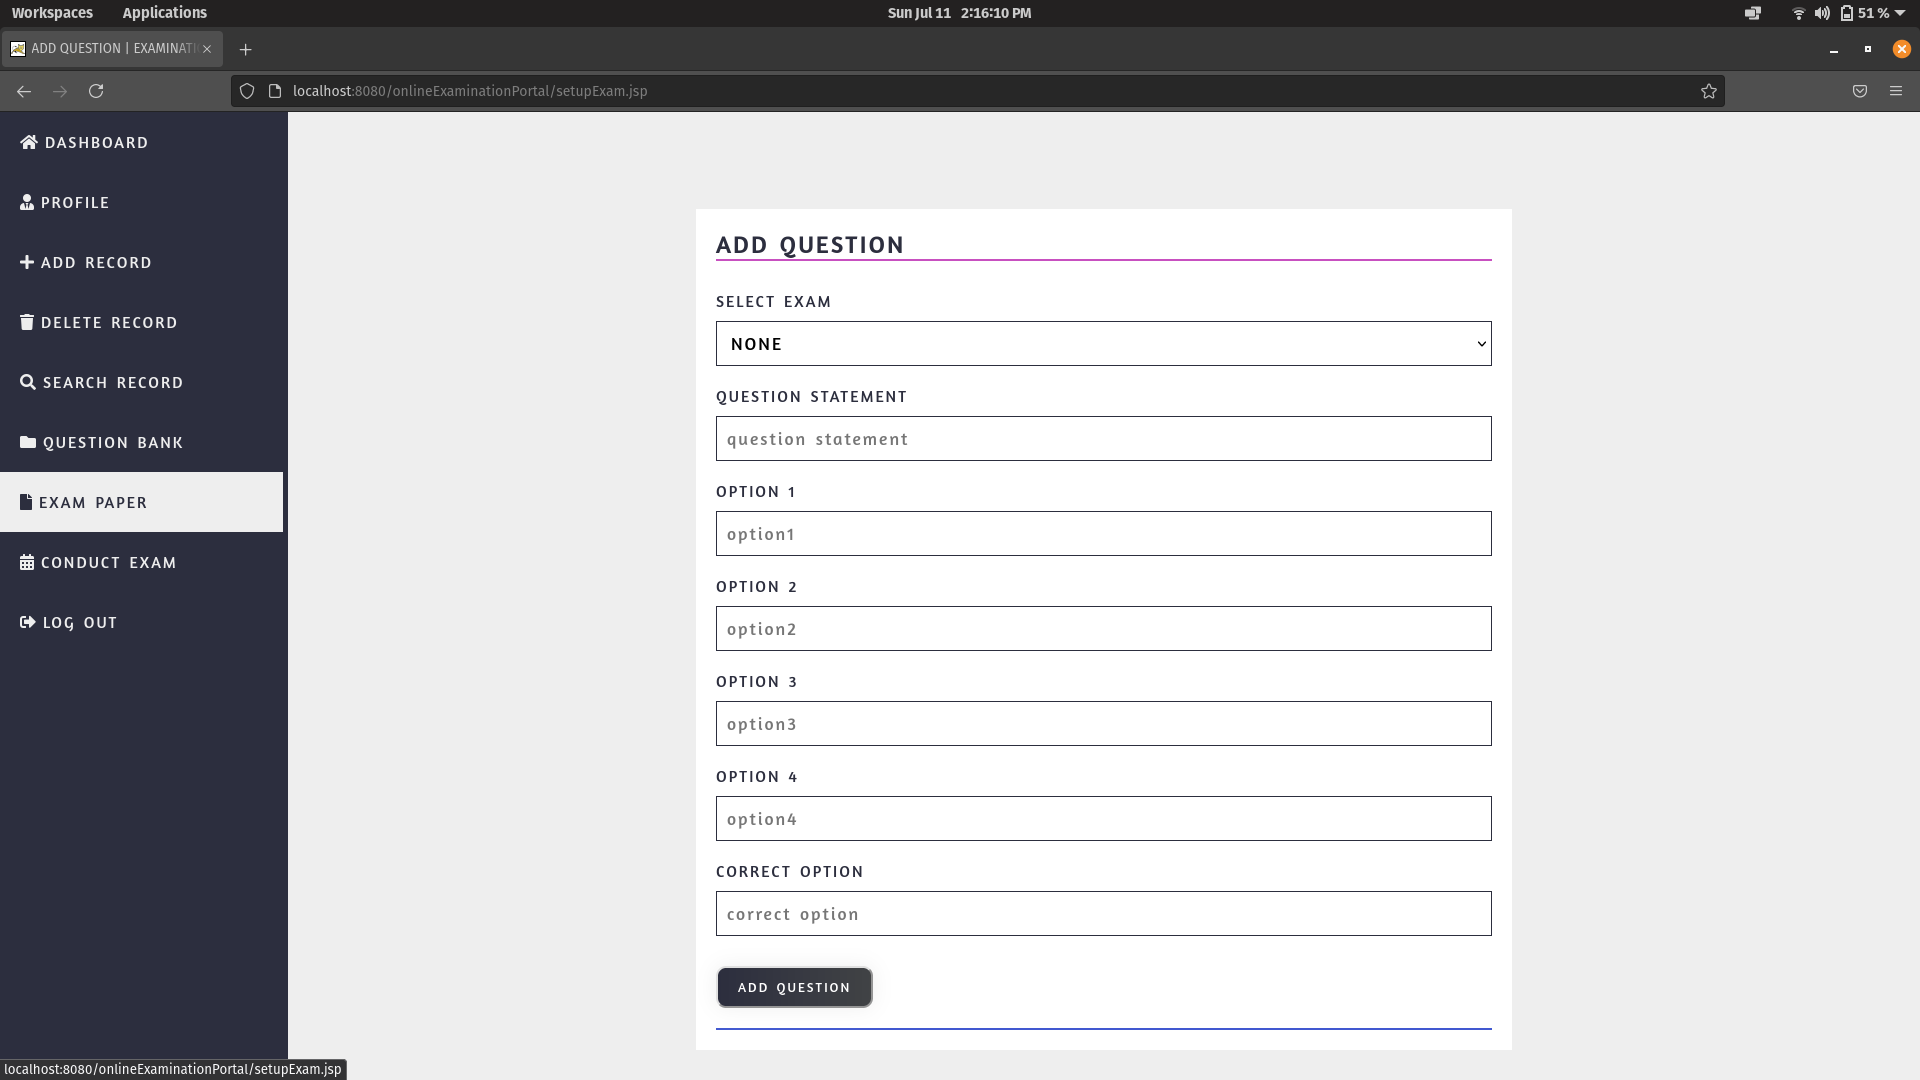 Workspaces Applications Sun Jul 11 2:16:10 PM 51 %
ADD QUESTION | EXAMINATI
localhost:8080/onlineExaminationPortal/setupExam.jsp
DASHBOARD
PROFILE
ADD RECORD
DELETE RECORD
SEARCH RECORD
QUESTION BANK
EXAM PAPER
CONDUCT EXAM
LOG OUT
ADD QUESTION
SELECT EXAM
NONE
QUESTION STATEMENT
question statement
OPTION 1
option1
OPTION 2
option2
OPTION 3
option3
OPTION 4
option4
CORRECT OPTION
correct option
ADD QUESTION
localhost:8080/onlineExaminationPortal/setupExam.jsp